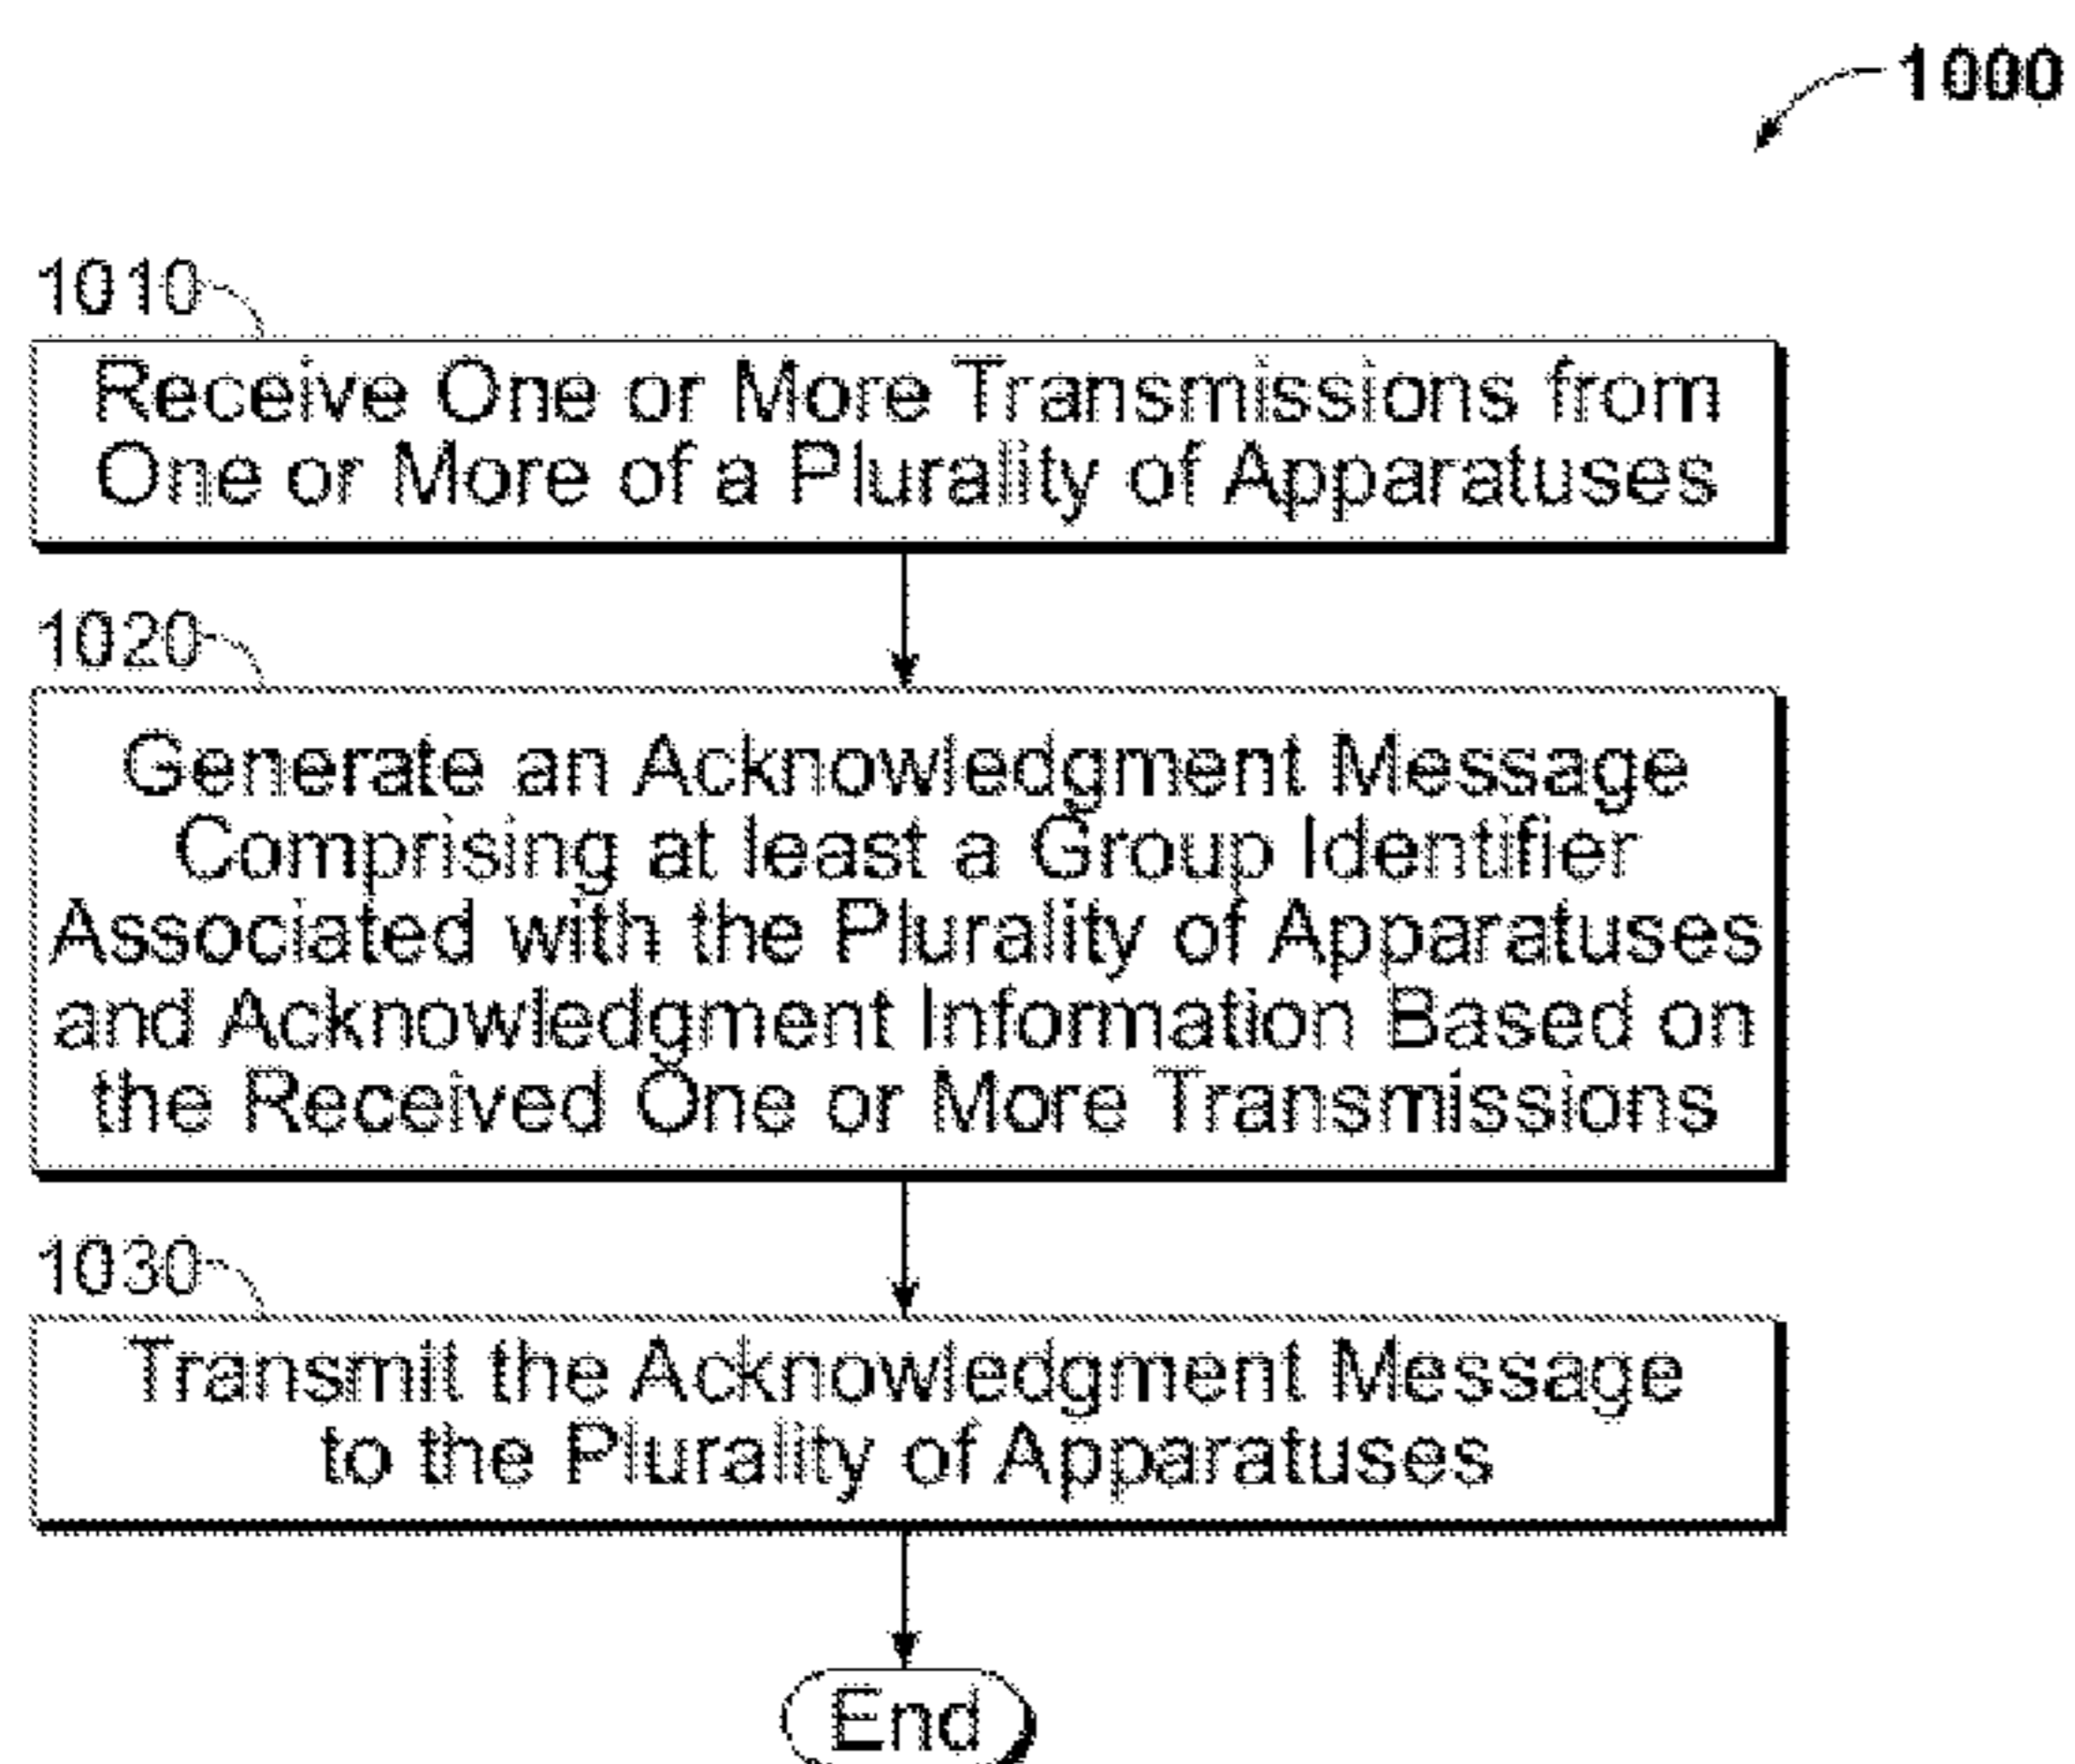 1000
1010
Receive One or More Transmissions from
One or More of a Plurality of Apparatuses
1020
Generate an Acknowledgment Message
Comprising at least a Group Identifier
Associated with the Plurality of Apparatuses
and Acknowledgment Information Based on
the Received One or More Transmissions
1030
Transmit the Acknowledgment Message
to the Plurality of Apparatuses
End